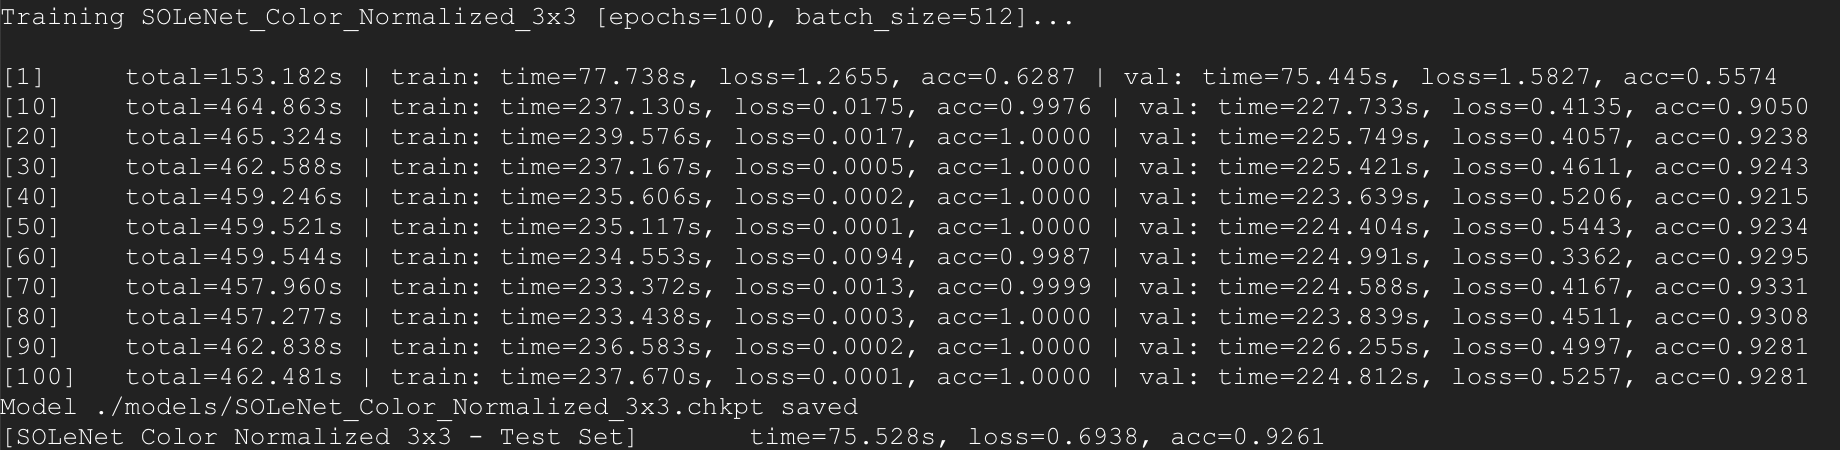 Training SOLeNet_Color_Normalized_3x3 [epochs=100, batch_size=512]...
[1] total=153.182s | train: time=77.738s, loss=1.2655, acc=0.6287 | val: time=75.445s, loss=1.5827, acc=0.5574
[10] total=464.863s | train: time=237.130s, loss=0.0175, acc=0.9976 | val: time=227.733s, loss=0.4135, acc=0.9050
[20] total=465.324s | train: time=239.576s, loss=0.0017, acc=1.0000 | val: time=225.749s, loss=0.4057, acc=0.9238
[30] total=462.588s | train: time=237.167s, loss=0.0005, acc=1.0000 | val: time=225.421s, loss=0.4611, acc=0.9243
[40] total=459.246s | train: time=235.606s, loss=0.0002, acc=1.0000 | val: time=223.639s, loss=0.5206, acc=0.9215
[50] total=459.521s | train: time=235.117s, loss=0.0001, acc=1.0000 | val: time=224.404s, loss=0.5443, acc=0.9234
[60] total=459.544s | train: time=234.553s, loss=0.0094, acc=0.9987 | val: time=224.991s, loss=0.3362, acc=0.9295
[70] total=457.960s | train: time=233.372s, loss=0.0013, acc=0.9999 | val: time=224.588s, loss=0.4167, acc=0.9331
[80] total=457.277s | train: time=233.438s, loss=0.0003, acc=1.0000 | val: time=223.839s, loss=0.4511, acc=0.9308
[90] total=462.838s | train: time=236.583s, loss=0.0002, acc=1.0000 | val: time=226.255s, loss=0.4997, acc=0.9281
[100] total=462.481s | train: time=237.670s, loss=0.0001, acc=1.0000 | val: time=224.812s, loss=0.5257, acc=0.9281
Model ./models/SOLeNet_Color_Normalized_3x3.chkpt saved
[SOLeNet Color Normalized 3x3 - Test Set] time=75.528s, loss=0.6938, acc=0.9261